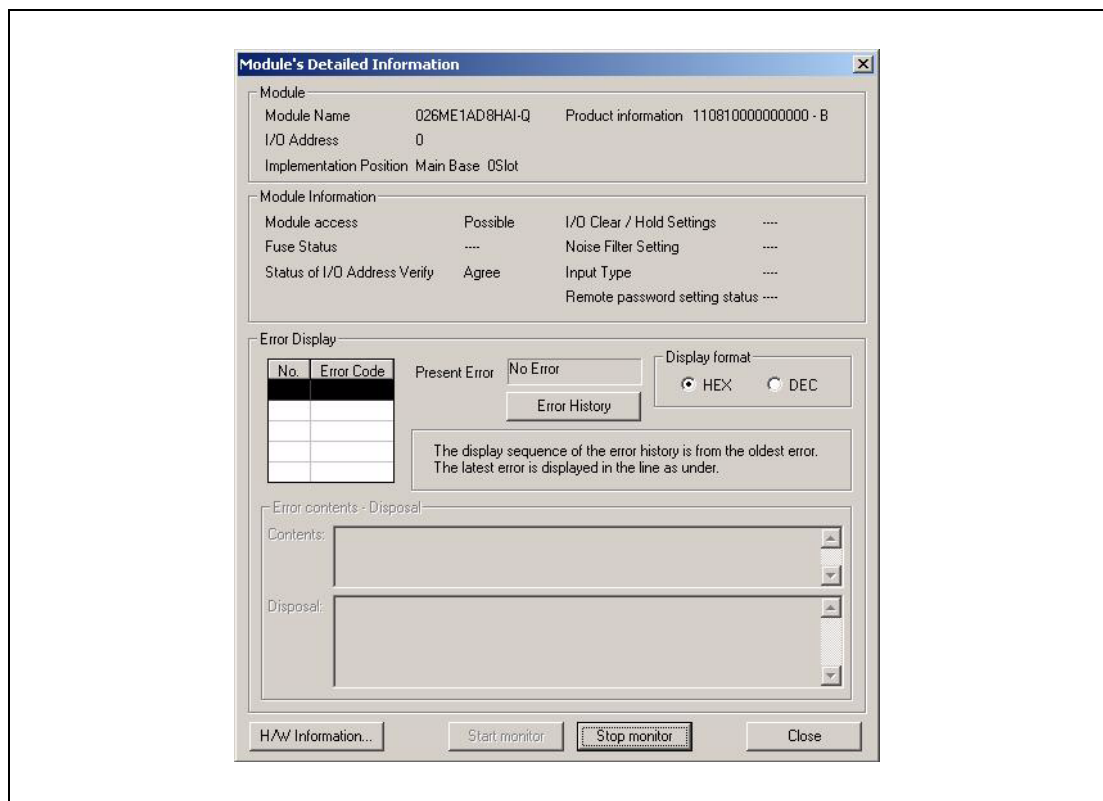 Module's Detailed Information
Module
Module Name 026ME1AD8HAI-Q Product information 110810000000000 - B
I/O Address 0
Implementation Position Main Base 0Slot
Module Information
Module access Possible I/O Clear / Hold Settings ----
Fuse Status ---- Noise Filter Setting ----
Status of I/O Address Verify Agree Input Type ----
Remote password setting status ----
Error Display
No. Error Code
Present Error No Error
Display format
HEX DEC
Error History
The display sequence of the error history is from the oldest error.
The latest error is displayed in the line as under.
Error contents - Disposal
Contents:
Disposal:
H/W Information... Start monitor Stop monitor Close